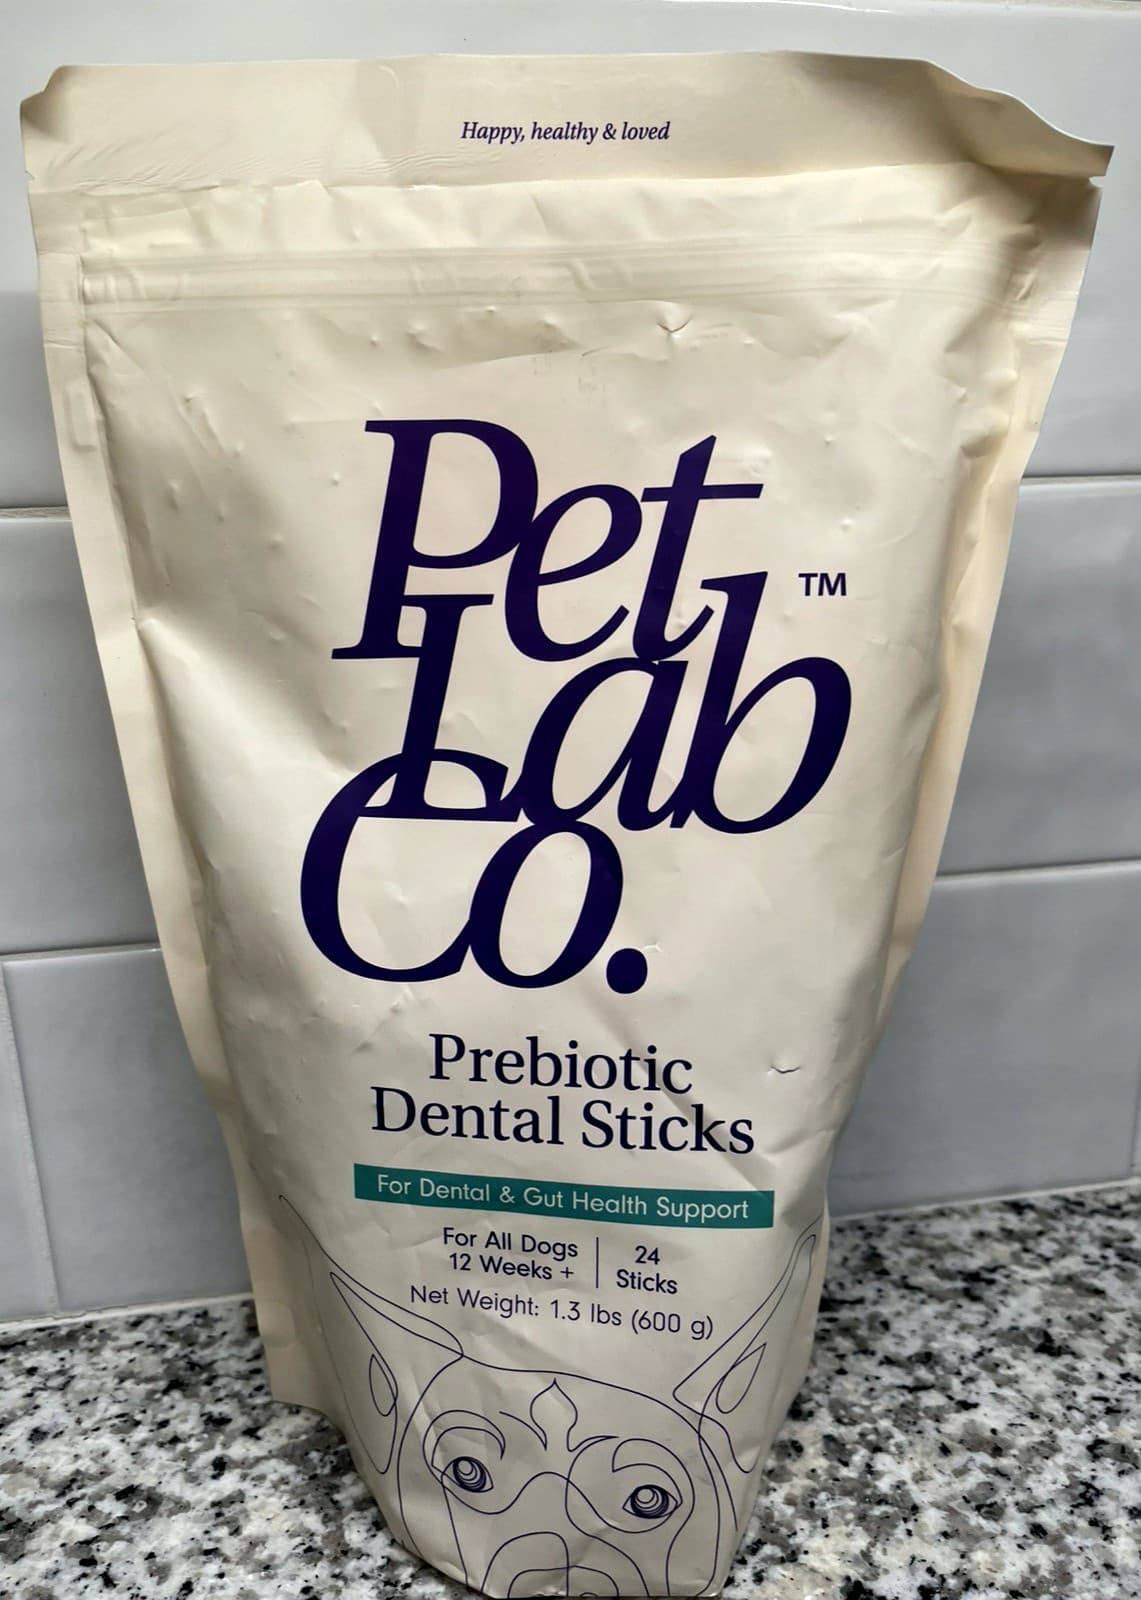 Happy, healthy & loved
Pet
Lab
Co.
TM
Prebiotic
Dental Sticks
For Dental & Gut Health Support
For All Dogs
12 Weeks +
24
Sticks
Net Weight: 1.3 lbs (600 g)